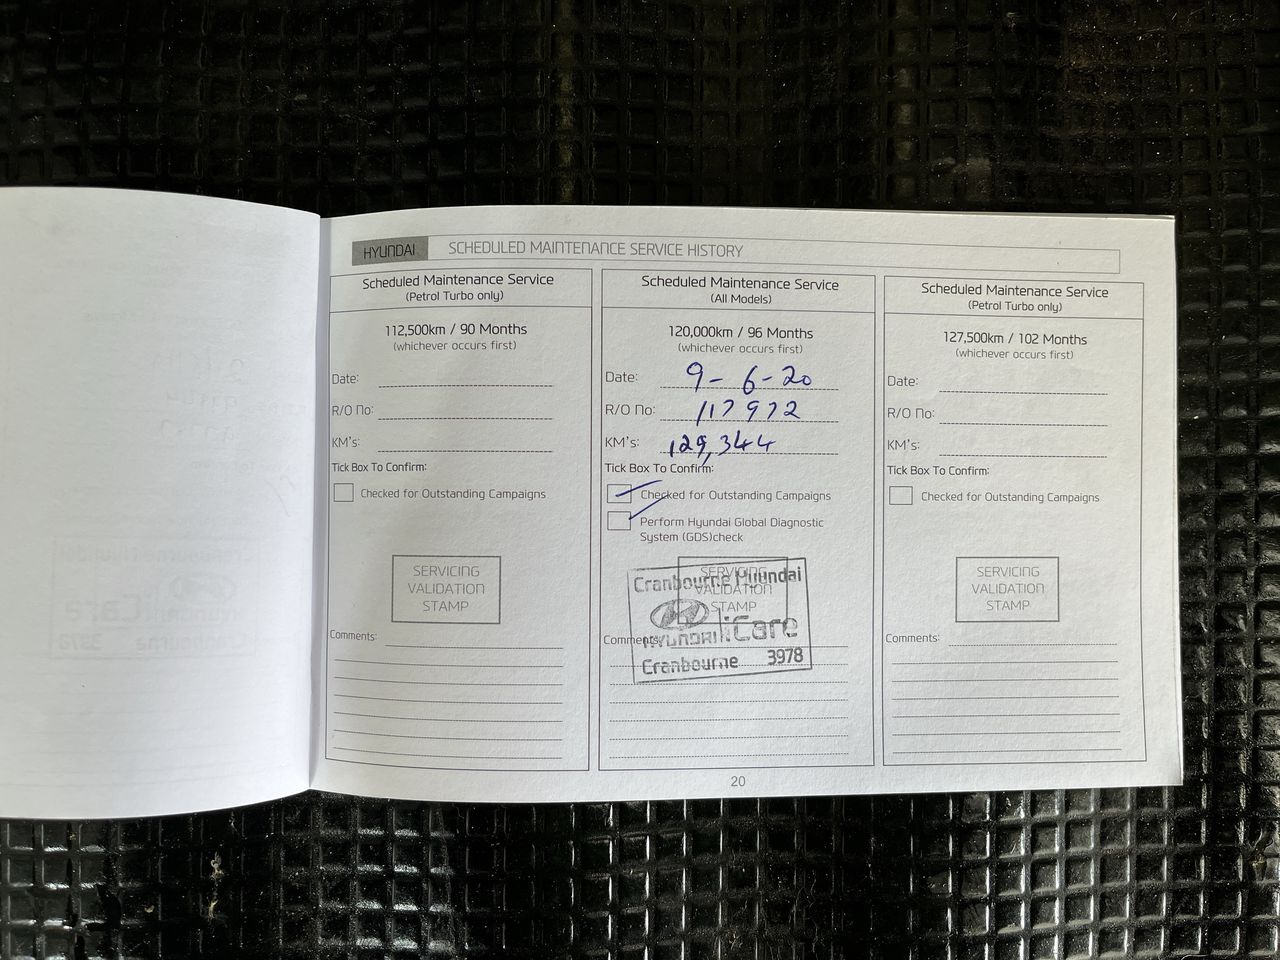 HYUNDAI SCHEDULED MAINTENANCE SERVICE HISTORY
Scheduled Maintenance Service
(Petrol Turbo only)
112,500km / 90 Months
(whichever occurs first)
Date:
R/O No:
KM's:
Tick Box To Confirm:
Checked for Outstanding Campaigns
SERVICING
VALIDATION
STAMP
Comments:
Scheduled Maintenance Service
(All Models)
120,000km / 96 Months
(whichever occurs first)
Date: 9-6-20
R/O No: 117972
KM's: 129,344
Tick Box To Confirm:
Checked for Outstanding Campaigns
Perform Hyundai Global Diagnostic
System (GDS)check
SERVICING
VALIDATION
STAMP
Cranbourne Hyundai
HYUNDAI iCare
Cranbourne 3978
Comments:
Scheduled Maintenance Service
(Petrol Turbo only)
127,500km / 102 Months
(whichever occurs first)
Date:
R/O No:
KM's:
Tick Box To Confirm:
Checked for Outstanding Campaigns
SERVICING
VALIDATION
STAMP
Comments:
20